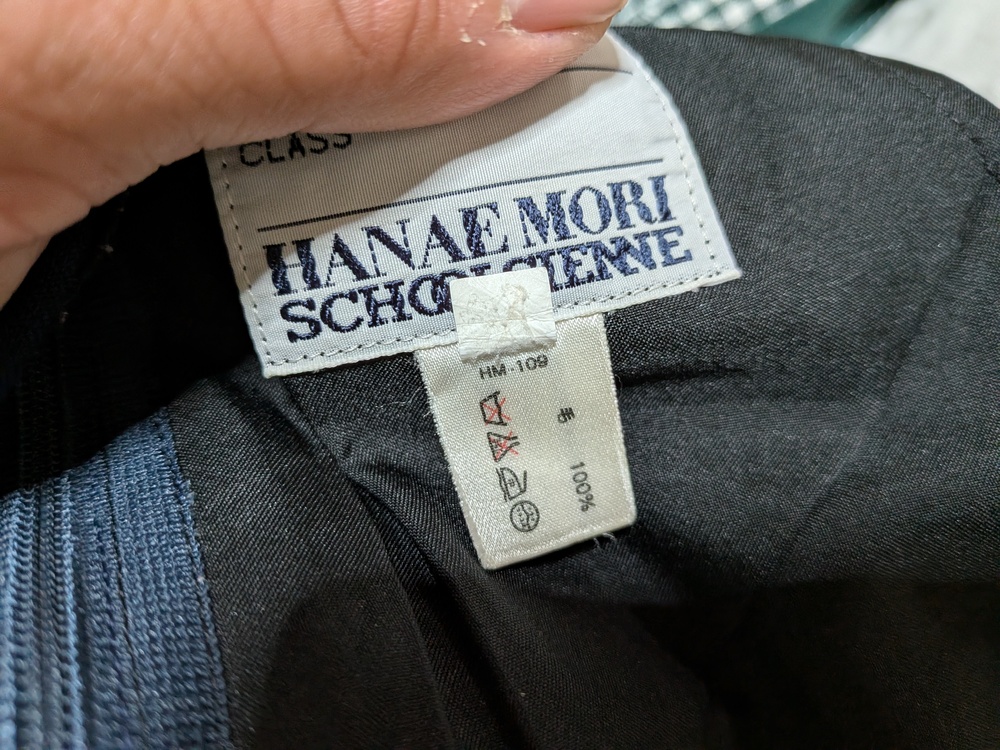 CLASS
HANAE MORI
HM-109
100%